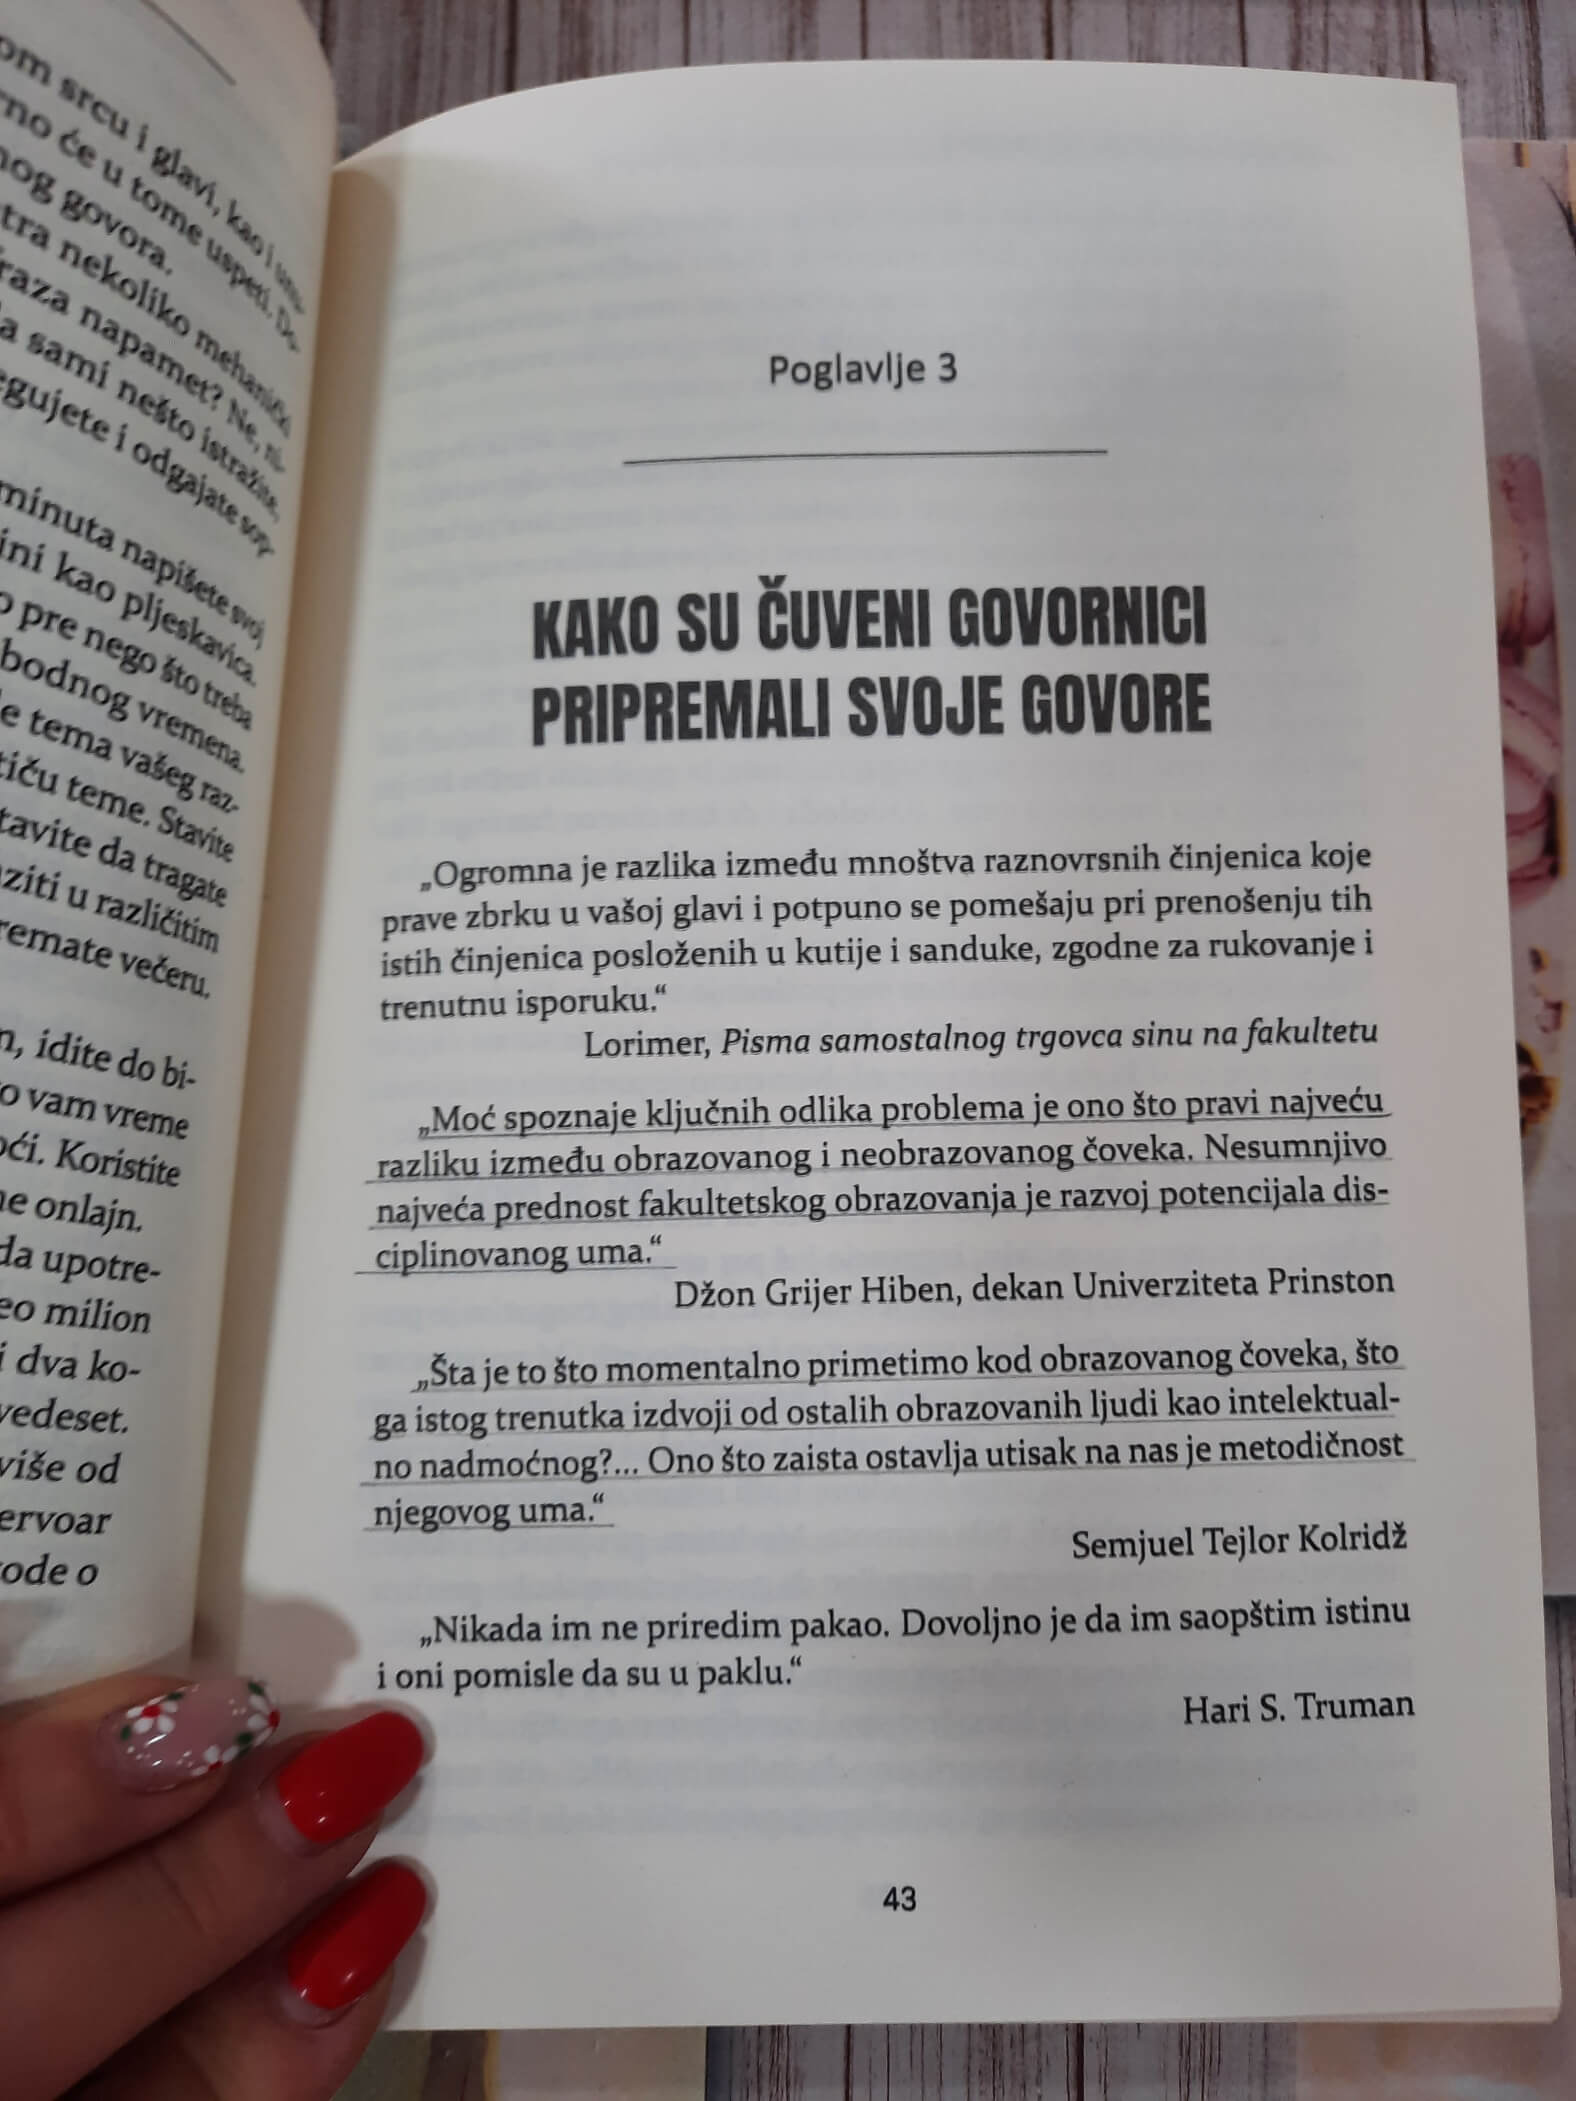 om srcu i glavi, kao i
rno će u tome uspeti. Do-
nog govora.
tra nekoliko mehanički
raza napamet? Ne, ni-
la sami nešto istražite,
egujete i odgajate sop-
minuta napišete svoj
ini kao pljeskavica.
o pre nego što treba
bodnog vremena.
e tema vašeg raz-
tiču teme. Stavite
tavite da tragate
ziti u različitim
remate večeru.
n, idite do bi-
o vam vreme
oći. Koristite
ne onlajn.
da upotre-
eo milion
i dva ko-
vedeset.
više od
ervoar
ode o
Poglavlje 3
KAKO SU ČUVENI GOVORNICI
PRIPREMALI SVOJE GOVORE
„Ogromna je razlika između mnoštva raznovrsnih činjenica koje
prave zbrku u vašoj glavi i potpuno se pomešaju pri prenošenju tih
istih činjenica posloženih u kutije i sanduke, zgodne za rukovanje i
trenutnu isporuku.“
Lorimer, Pisma samostalnog trgovca sinu na fakultetu
„Moć spoznaje ključnih odlika problema je ono što pravi najveću
razliku između obrazovanog i neobrazovanog čoveka. Nesumnjivo
najveća prednost fakultetskog obrazovanja je razvoj potencijala dis-
ciplinovanog uma.“
Džon Grijer Hiben, dekan Univerziteta Prinston
„Šta je to što momentalno primetimo kod obrazovanog čoveka, što
ga istog trenutka izdvoji od ostalih obrazovanih ljudi kao intelektual-
no nadmoćnog?... Ono što zaista ostavlja utisak na nas je metodičnost
njegovog uma.“
Semjuel Tejlor Kolridž
„Nikada im ne priredim pakao. Dovoljno je da im saopštim istinu
i oni pomisle da su u paklu.“
Hari S. Truman
43